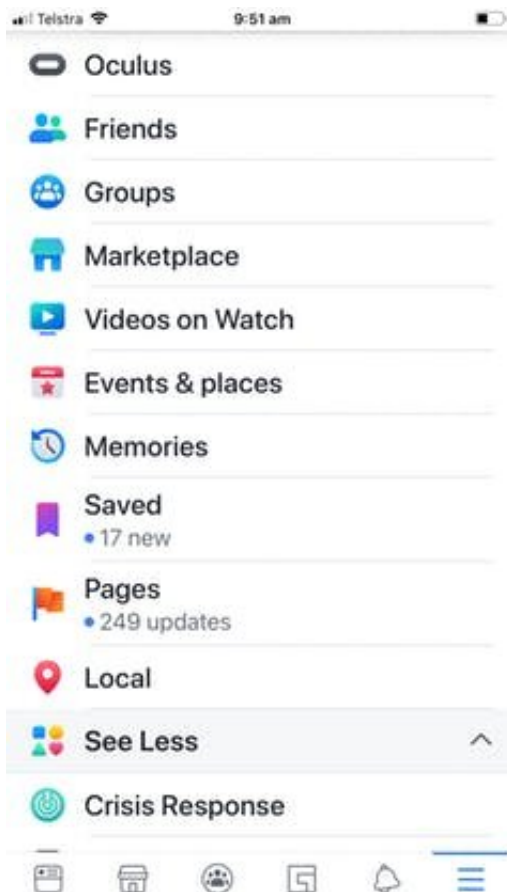 Telstra 9:51 am
Oculus
Friends
Groups
Marketplace
Videos on Watch
Events & places
Memories
Saved
17 new
Pages
249 updates
Local
See Less
Crisis Response